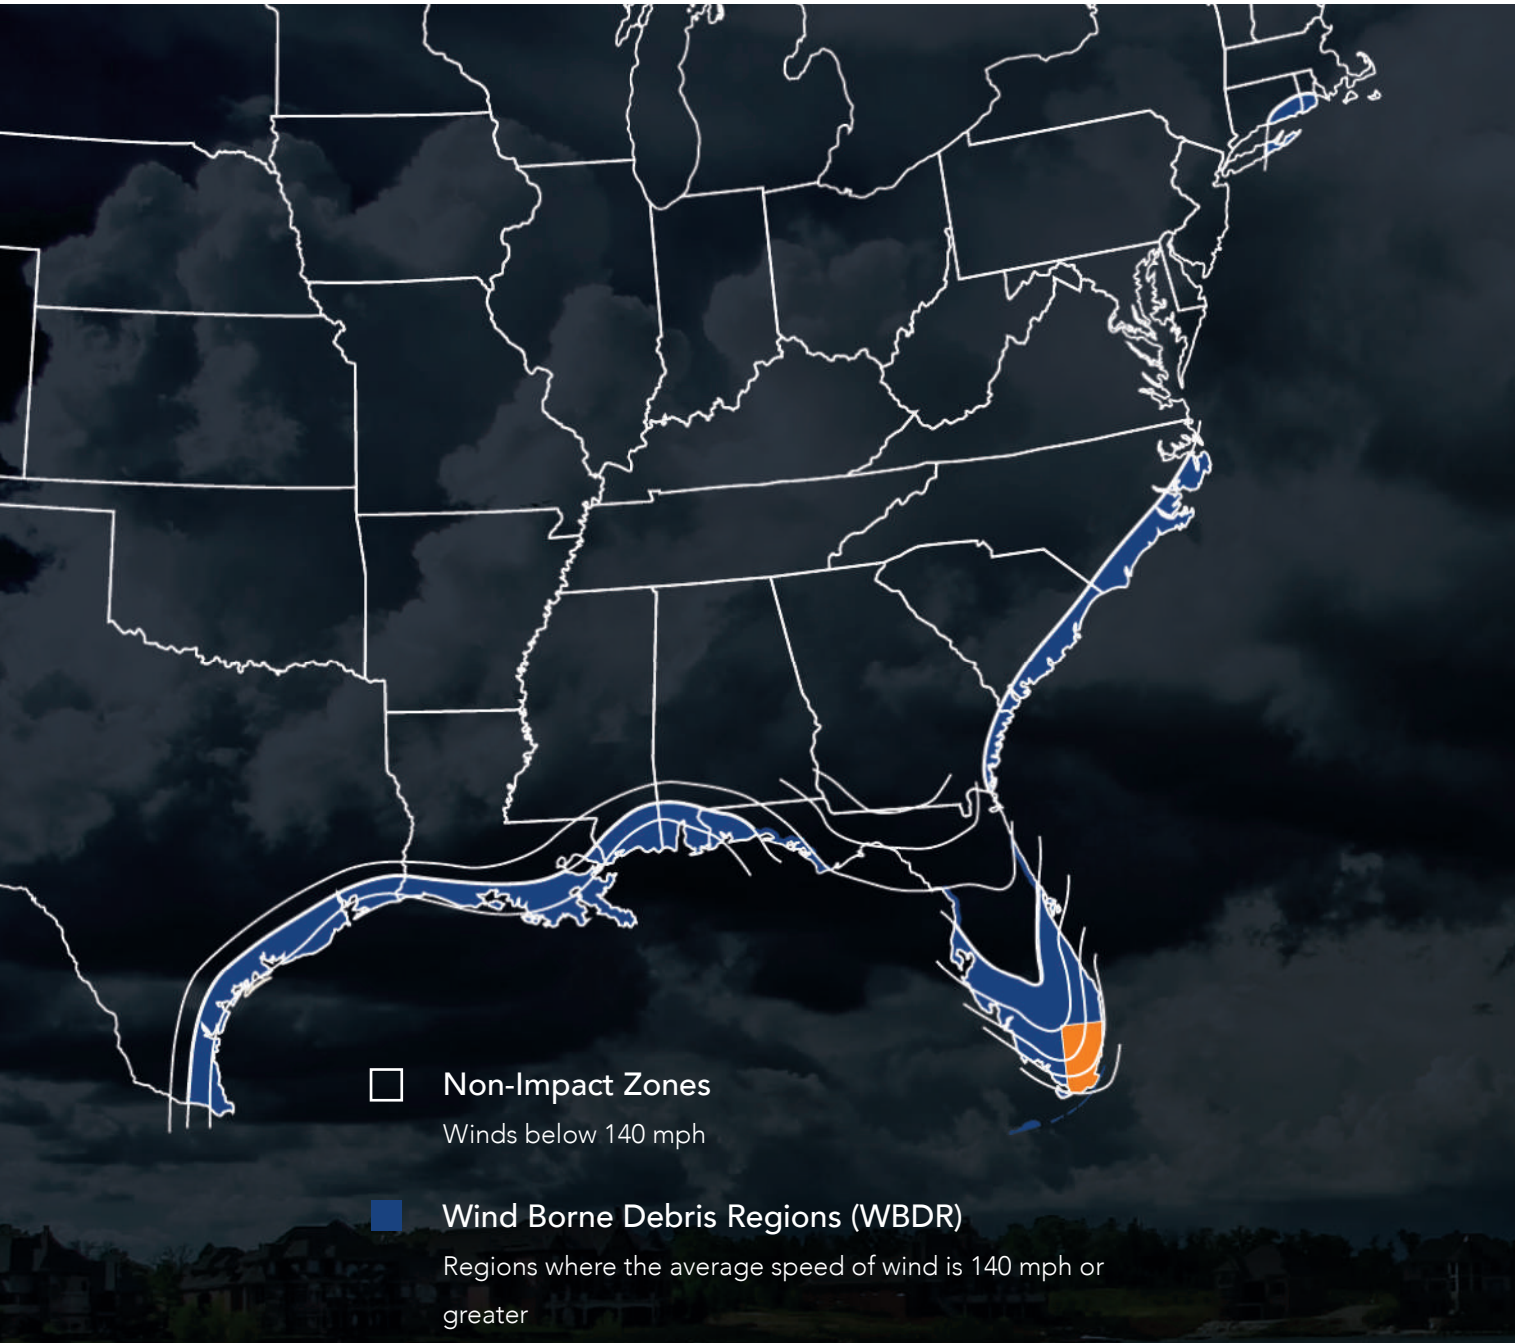 Non-Impact Zones
Winds below 140 mph
Wind Borne Debris Regions (WBDR)
Regions where the average speed of wind is 140 mph or
greater